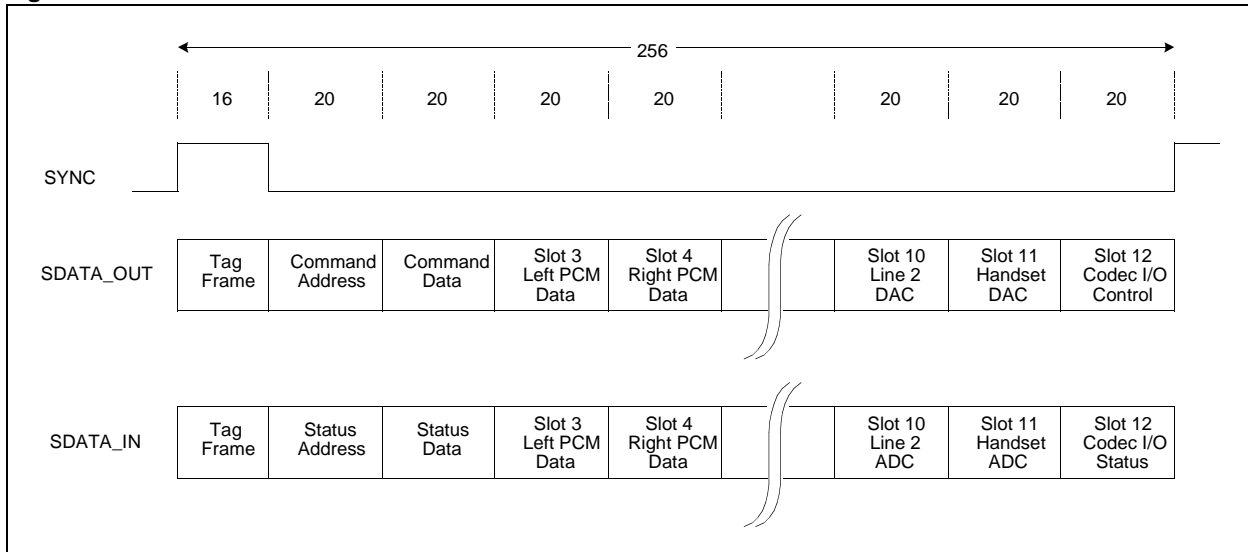 256
16 20 20 20 20 20 20 20
SYNC
SDATA_OUT
Tag
Frame
Command
Address
Command
Data
Slot 3
Left PCM
Data
Slot 4
Right PCM
Data
Slot 10
Line 2
DAC
Slot 11
Handset
DAC
Slot 12
Codec I/O
Control
SDATA_IN
Tag
Frame
Status
Address
Status
Data
Slot 3
Left PCM
Data
Slot 4
Right PCM
Data
Slot 10
Line 2
ADC
Slot 11
Handset
ADC
Slot 12
Codec I/O
Status